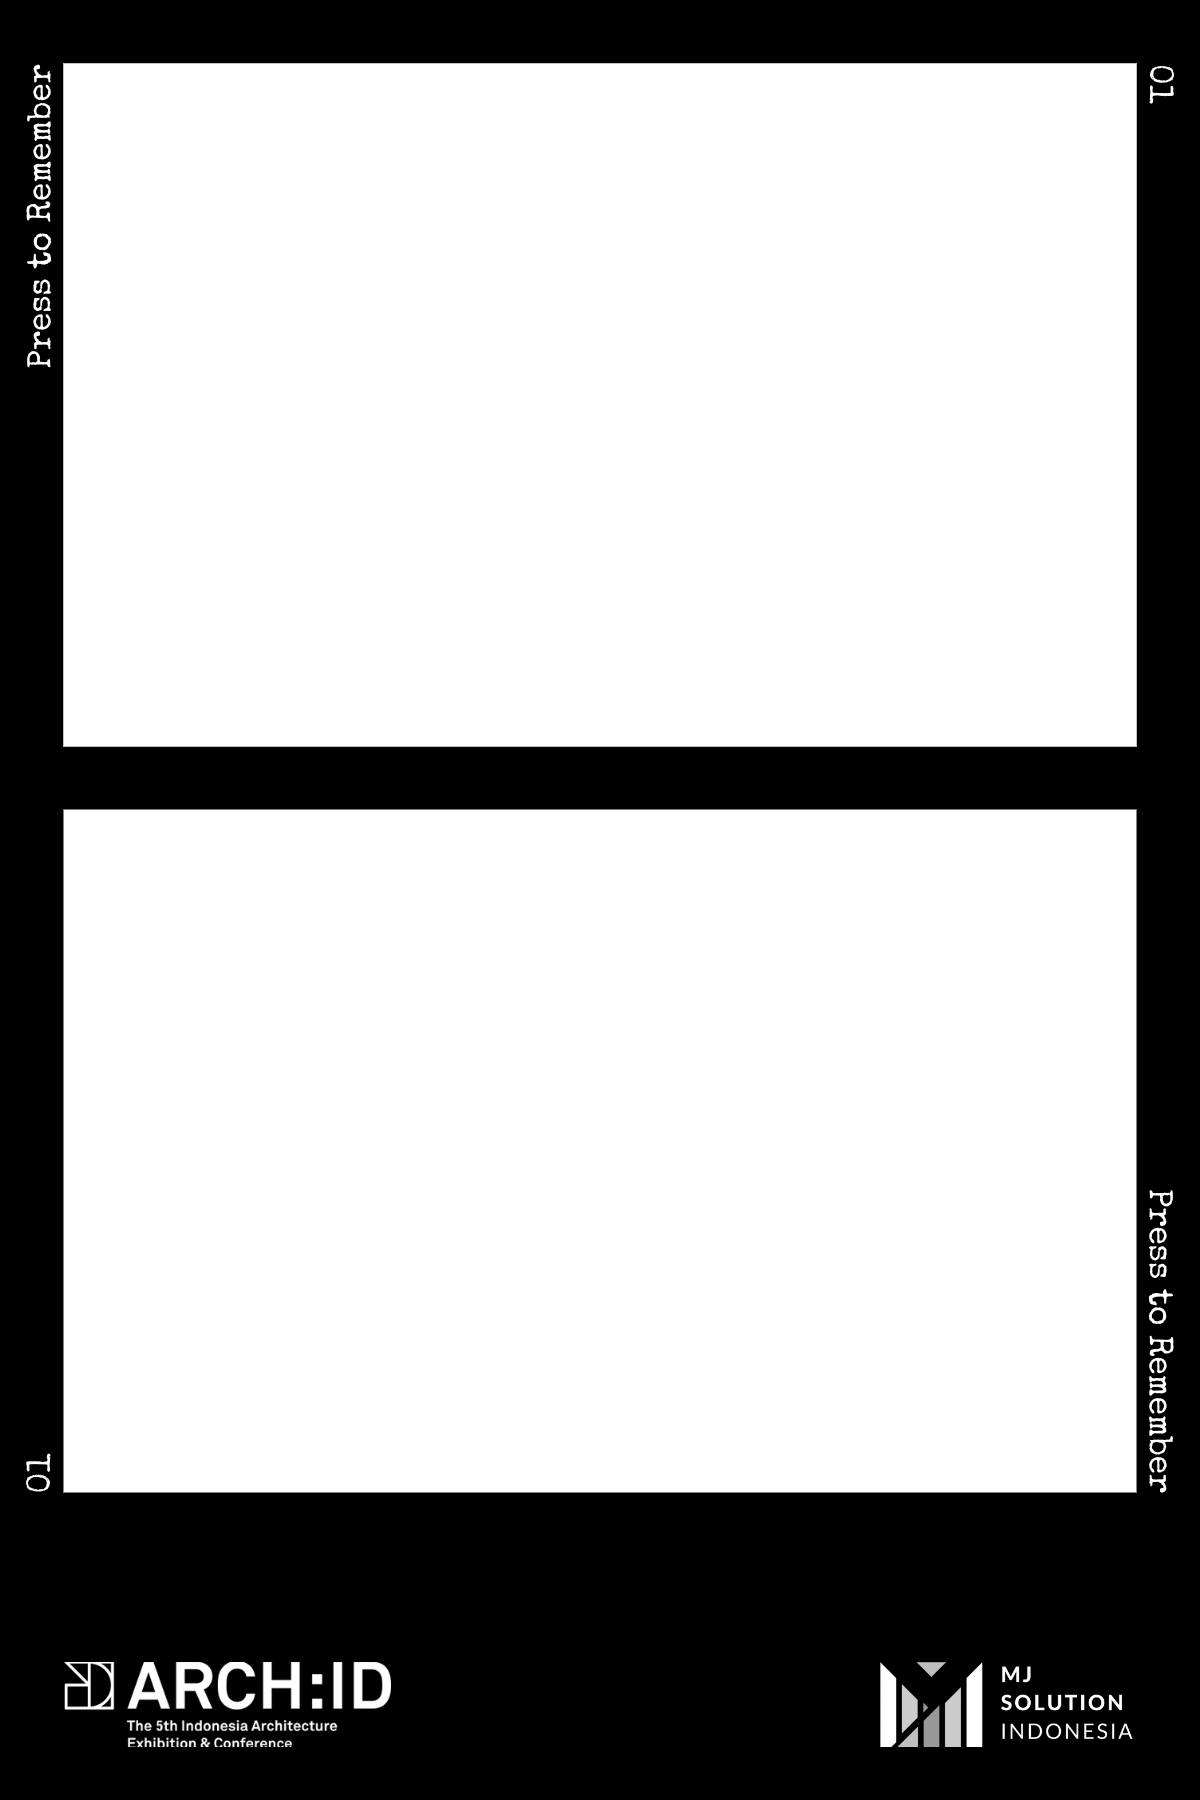 Press to Remember
01
Press to Remember
01
ARCH:ID
The 5th Indonesia Architecture
Exhibition & Conference
MJ
SOLUTION
INDONESIA